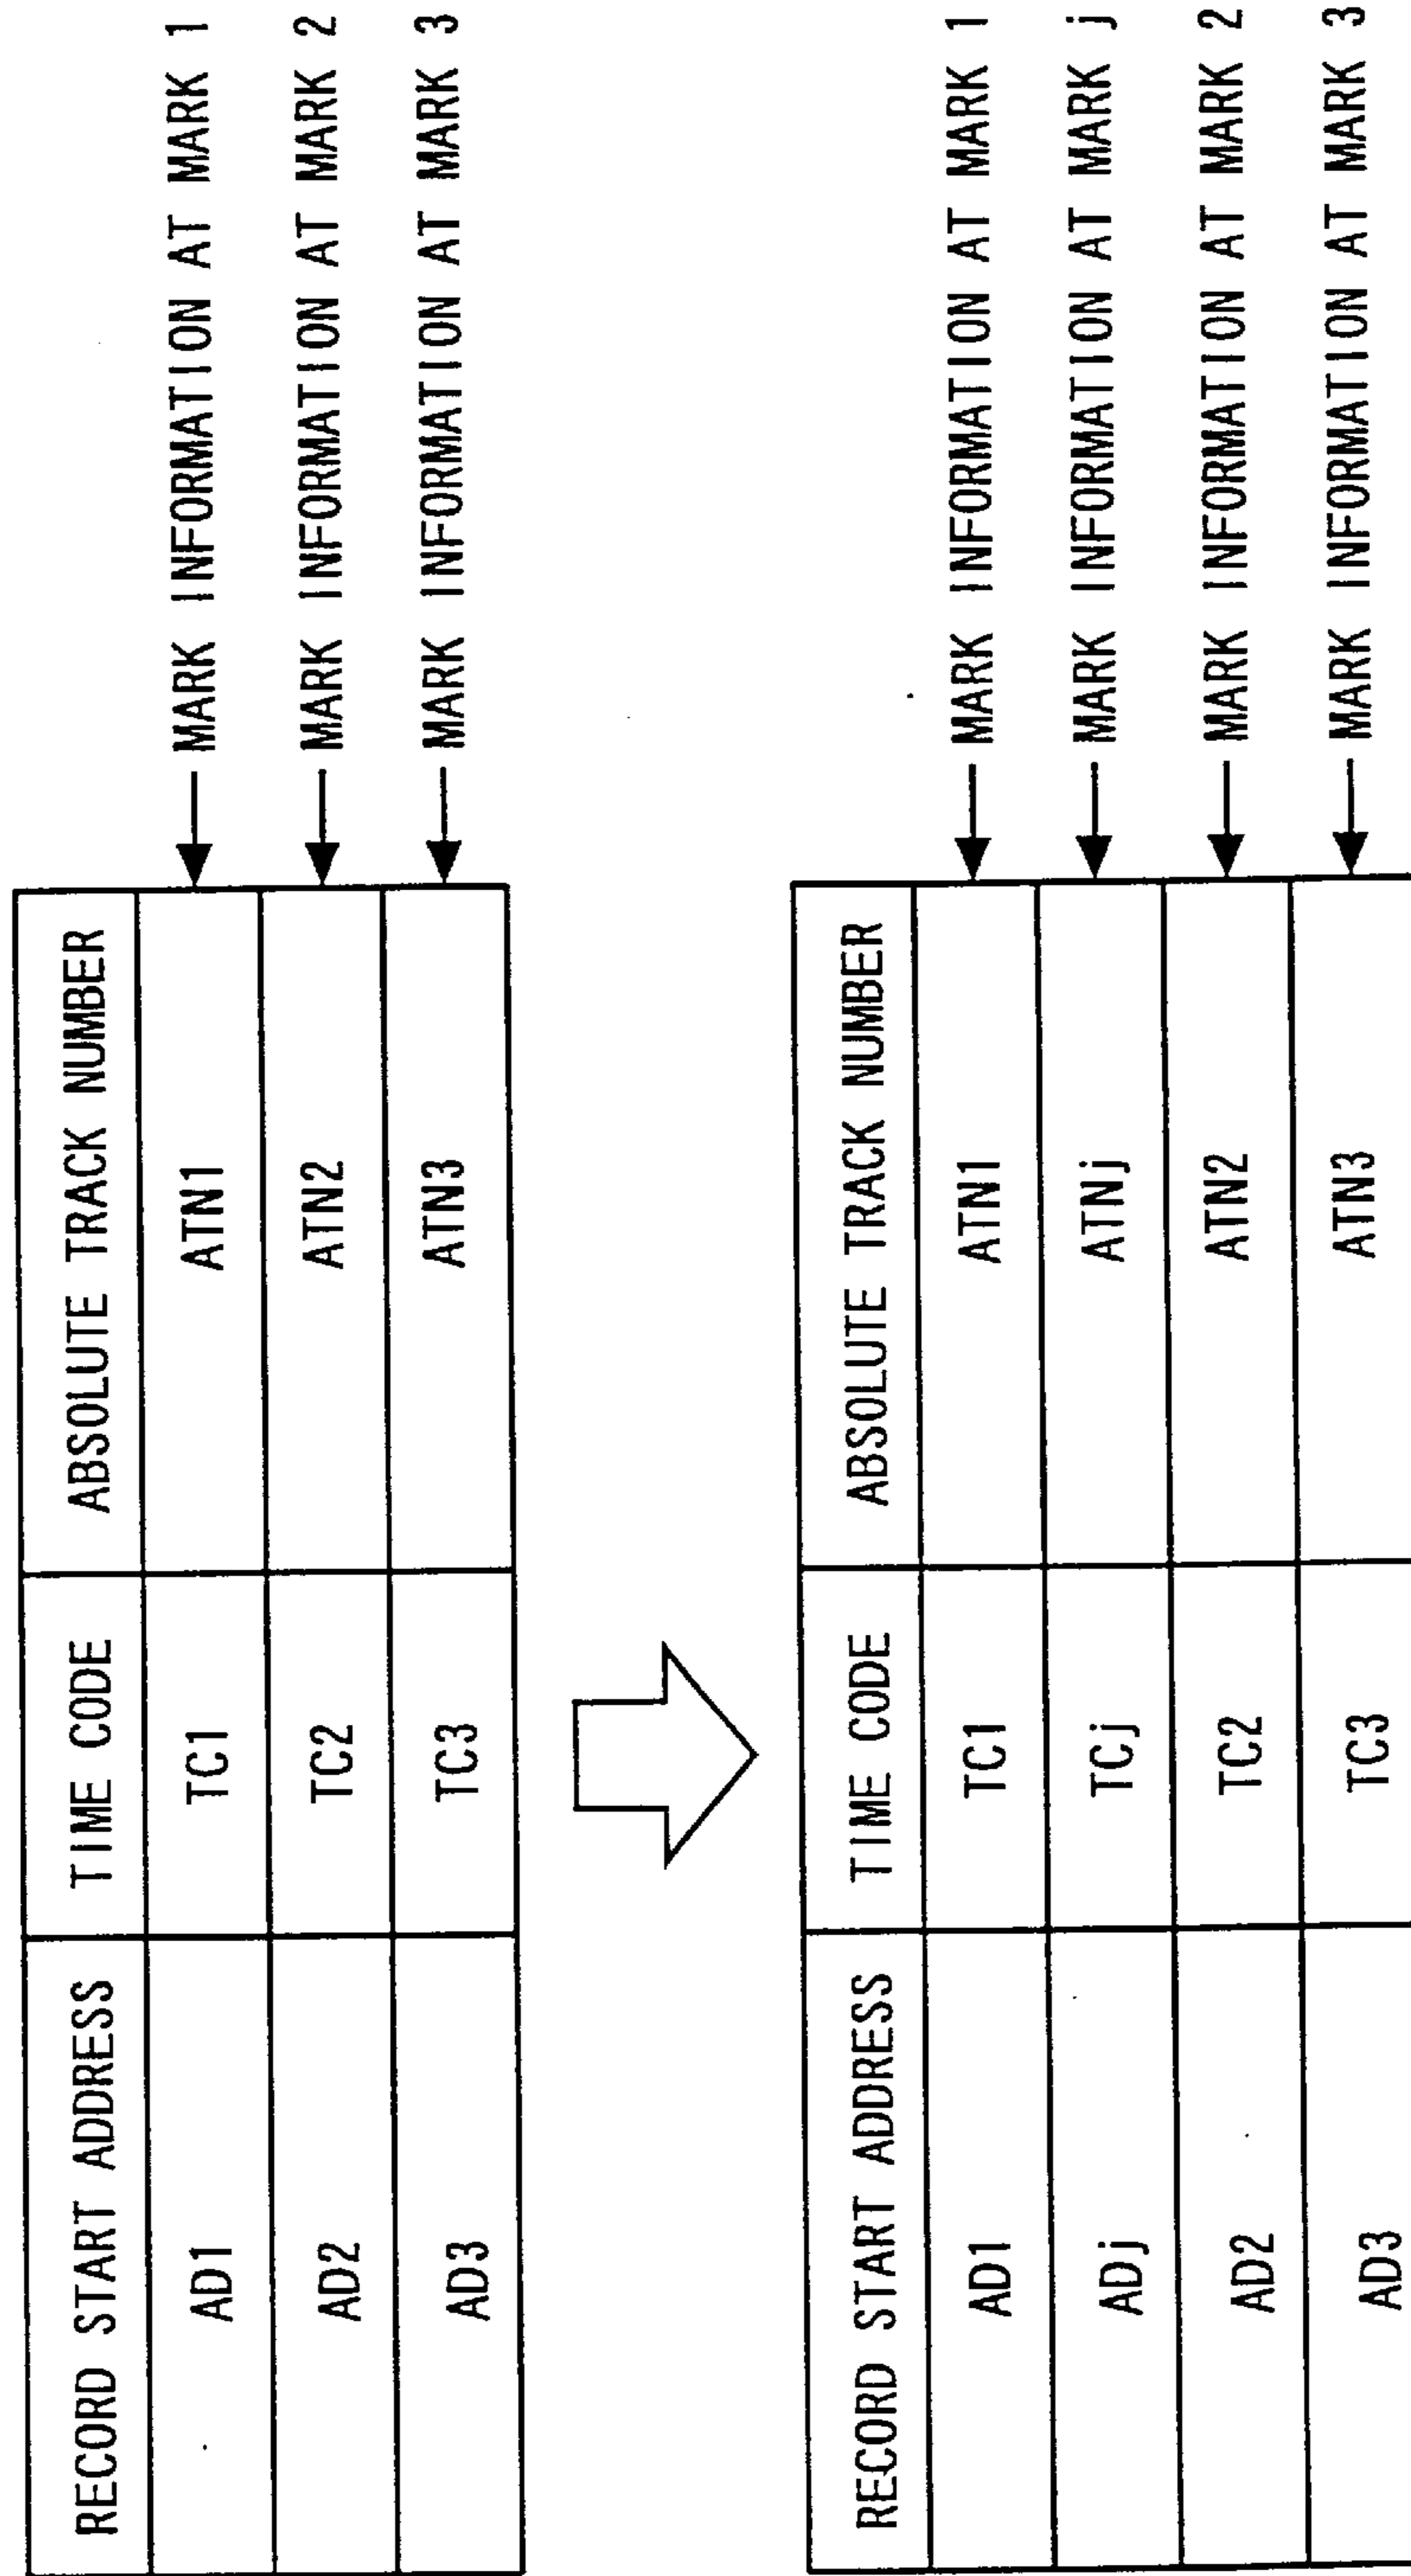 RECORD START ADDRESS TIME CODE ABSOLUTE TRACK NUMBER
AD1 TC1 ATN1 MARK INFORMATION AT MARK 1
AD2 TC2 ATN2 MARK INFORMATION AT MARK 2
AD3 TC3 ATN3 MARK INFORMATION AT MARK 3
RECORD START ADDRESS TIME CODE ABSOLUTE TRACK NUMBER
AD1 TC1 ATN1 MARK INFORMATION AT MARK 1
ADj TCj ATNj MARK INFORMATION AT MARK j
AD2 TC2 ATN2 MARK INFORMATION AT MARK 2
AD3 TC3 ATN3 MARK INFORMATION AT MARK 3